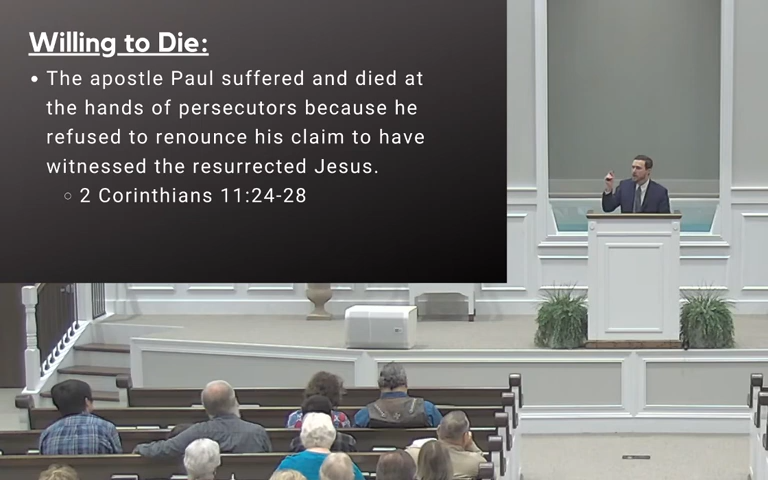 Willing to Die:
• The apostle Paul suffered and died at
the hands of persecutors because he
refused to renounce his claim to have
witnessed the resurrected Jesus.
○ 2 Corinthians 11:24-28